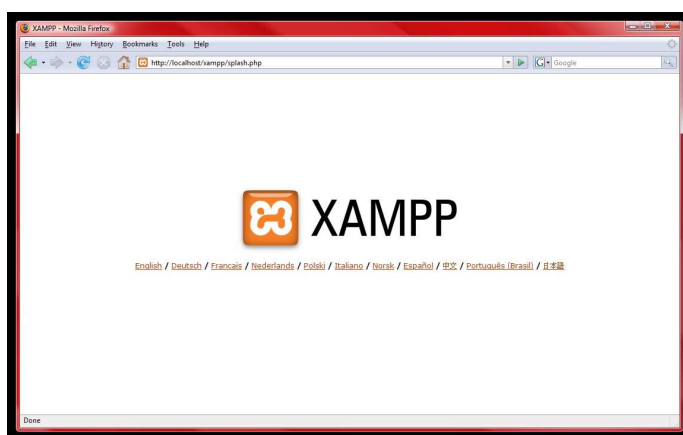 XAMPP - Mozilla Firefox
File Edit View History Bookmarks Tools Help
http://localhost/xampp/splash.php Google
XAMPP
English / Deutsch / Francais / Nederlands / Polski / Italiano / Norsk / Español / 中文 / Português (Brasil) / 日本語
Done